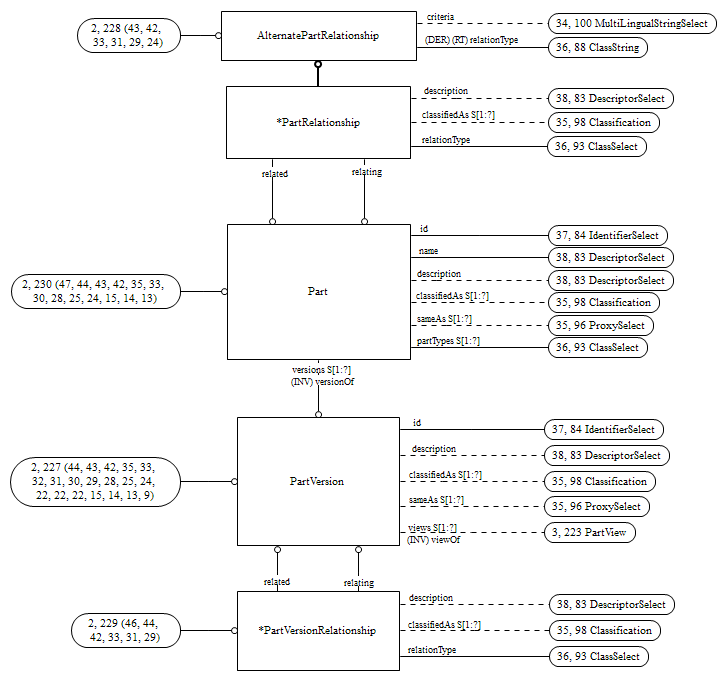 2, 228 (43, 42,
33, 31, 29, 24)
AlternatePartRelationship
criteria
34, 100 MultiLingualStringSelect
(DER) (RT) relationType
36, 88 ClassString
*PartRelationship
description
38, 83 DescriptorSelect
classifiedAs S[1:?]
35, 98 Classification
relationType
36, 93 ClassSelect
related
relating
2, 230 (47, 44, 43, 42, 35, 33,
30, 28, 25, 24, 15, 14, 13)
Part
id
37, 84 IdentifierSelect
name
38, 83 DescriptorSelect
description
38, 83 DescriptorSelect
classifiedAs S[1:?]
35, 98 Classification
sameAs S[1:?]
35, 96 ProxySelect
partTypes S[1:?]
36, 93 ClassSelect
versions S[1:?]
(INV) versionOf
2, 227 (44, 43, 42, 35, 33,
32, 31, 30, 29, 28, 25, 24,
22, 22, 22, 15, 14, 13, 9)
PartVersion
id
37, 84 IdentifierSelect
description
38, 83 DescriptorSelect
classifiedAs S[1:?]
35, 98 Classification
sameAs S[1:?]
35, 96 ProxySelect
views S[1:?]
(INV) viewOf
3, 223 PartView
related
relating
2, 229 (46, 44,
42, 33, 31, 29)
*PartVersionRelationship
description
38, 83 DescriptorSelect
classifiedAs S[1:?]
35, 98 Classification
relationType
36, 93 ClassSelect